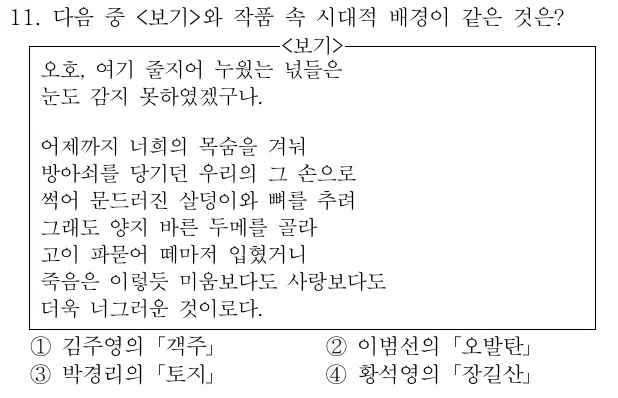 11. 다음 중 <보기>와 작품 속 시대적 배경이 같은 것은?
<보기>
오호, 여기 줄지어 누웠는 넋들은
눈도 감지 못하였겠구나.
어제까지 너희의 목숨을 겨눠
방아쇠를 당기던 우리의 그 손으로
썩어 문드러진 살덩이와 뼈를 추려
그래도 양지 바른 두메를 골라
고이 파묻어 떼마저 입혔거니
죽음은 이렇듯 미움보다도 사랑보다도
더욱 너그러운 것이로다.
① 김주영의 「객주」 ② 이범선의 「오발탄」
③ 박경리의 「토지」 ④ 황석영의 「장길산」